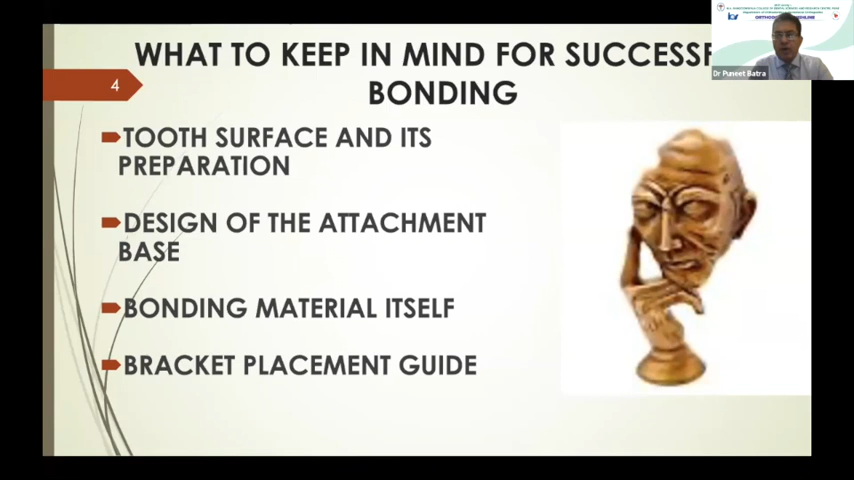 WHAT TO KEEP IN MIND FOR SUCCESSF
BONDING
4
TOOTH SURFACE AND ITS
PREPARATION
DESIGN OF THE ATTACHMENT
BASE
BONDING MATERIAL ITSELF
BRACKET PLACEMENT GUIDE
Dr Puneet Batra